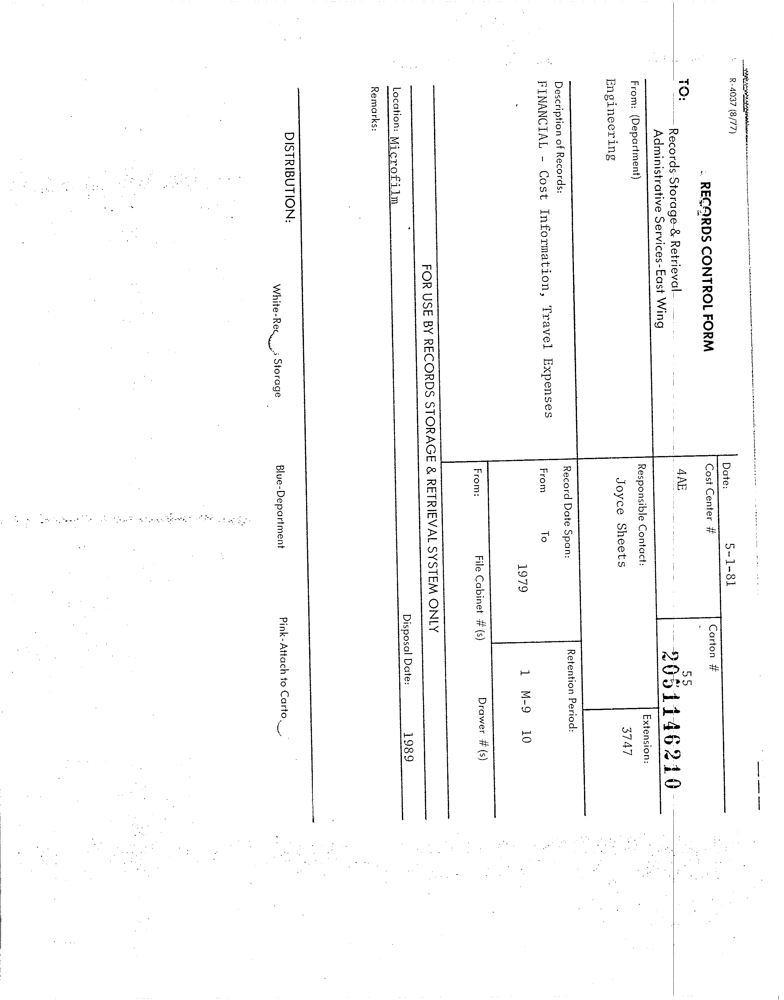 R-4037 (8/77)
RECORDS CONTROL FORM
Date: 5-1-81
TO: Records Storage & Retrieval
Administrative Services-East Wing
Cost Center #
4AE
Carton #
55
2051146210
From: (Department)
Engineering
Responsible Contact:
Joyce Sheets
Extension:
3747
Description of Records:
FINANCIAL - Cost Information, Travel Expenses
Record Date Span:
From To
1979
Retention Period:
1 M-9 10
From: File Cabinet #(s) Drawer #(s)
FOR USE BY RECORDS STORAGE & RETRIEVAL SYSTEM ONLY
Location: Microfilm
Disposal Date: 1989
Remarks:
DISTRIBUTION: White-Rec s Storage Blue-Department Pink-Attach to Carto